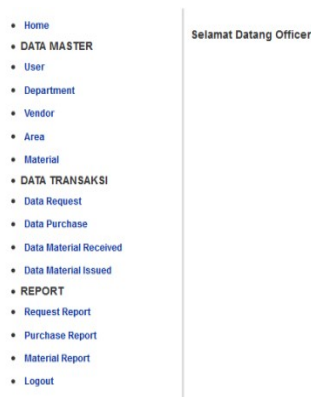 Home
DATA MASTER
User
Department
Vendor
Area
Material
DATA TRANSAKSI
Data Request
Data Purchase
Data Material Received
Data Material Issued
REPORT
Request Report
Purchase Report
Material Report
Logout
Selamat Datang Officer